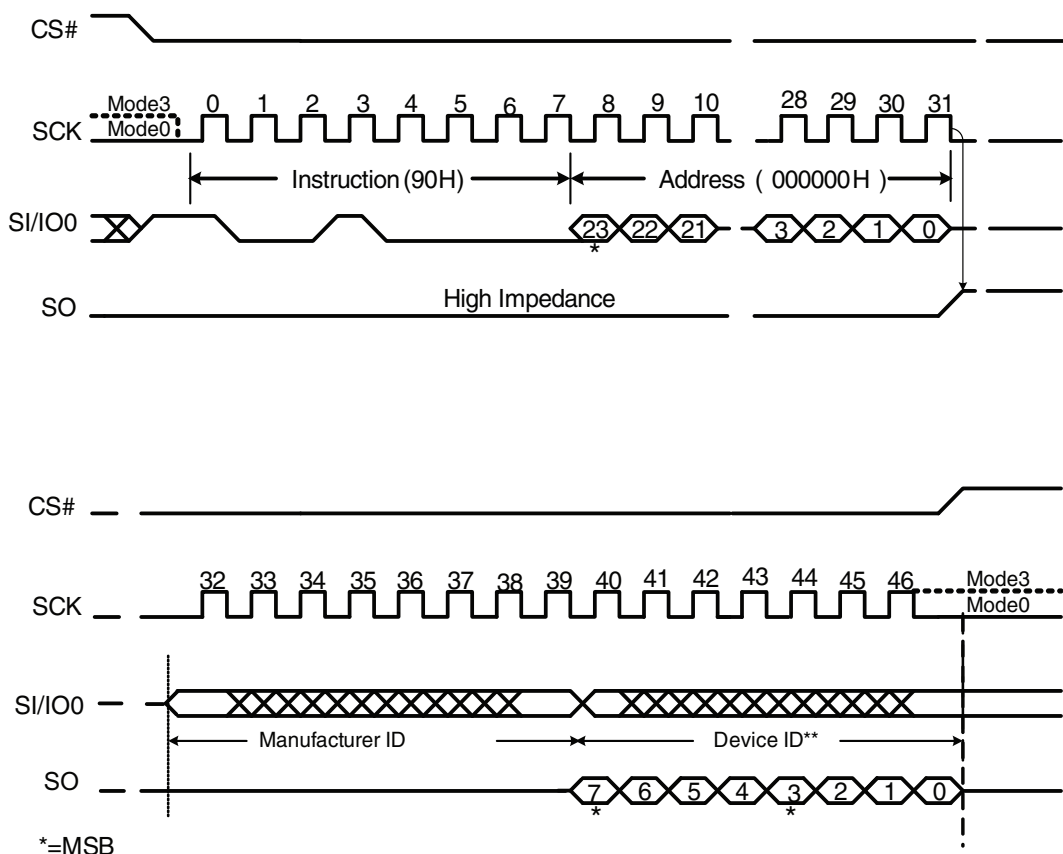 CS#
Mode3
Mode0
SCK
0 1 2 3 4 5 6 7 8 9 10 28 29 30 31
Instruction (90H)
Address ( 000000H )
SI/IO0
23 22 21 3 2 1 0
*
High Impedance
SO
CS#
32 33 34 35 36 37 38 39 40 41 42 43 44 45 46
SCK
Mode3
Mode0
SI/IO0
Manufacturer ID
Device ID**
SO
7 6 5 4 3 2 1 0
* *
*=MSB